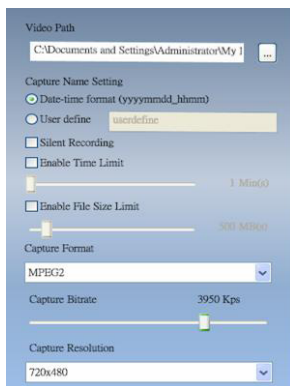 Video Path
C:\Documents and Settings\Administrator\My
...
Capture Name Setting
Date-time format (yyyymmdd_hhmm)
User define userdefine
Silent Recording
Enable Time Limit
1 Min(s)
Enable File Size Limit
500 MB(s)
Capture Format
MPEG2
Capture Bitrate 3950 Kps
Capture Resolution
720x480